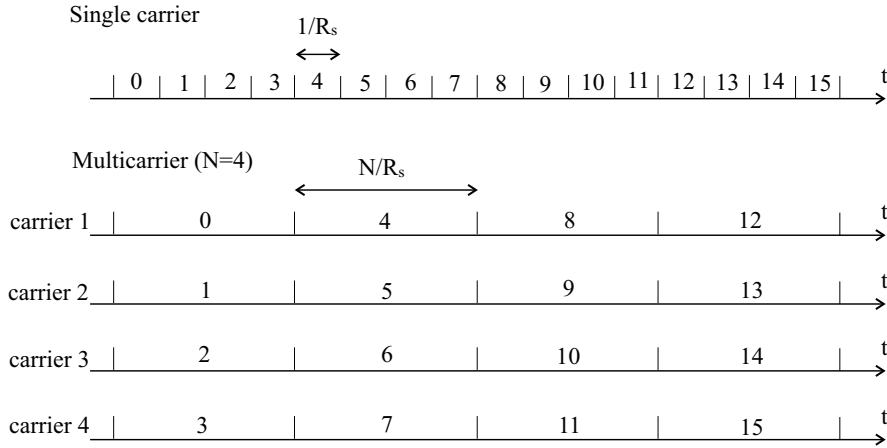 Single carrier
1/Rs
t
0 1 2 3 4 5 6 7 8 9 10 11 12 13 14 15
Multicarrier (N=4)
N/Rs
t
carrier 1 0 4 8 12
t
carrier 2 1 5 9 13
t
carrier 3 2 6 10 14
t
carrier 4 3 7 11 15